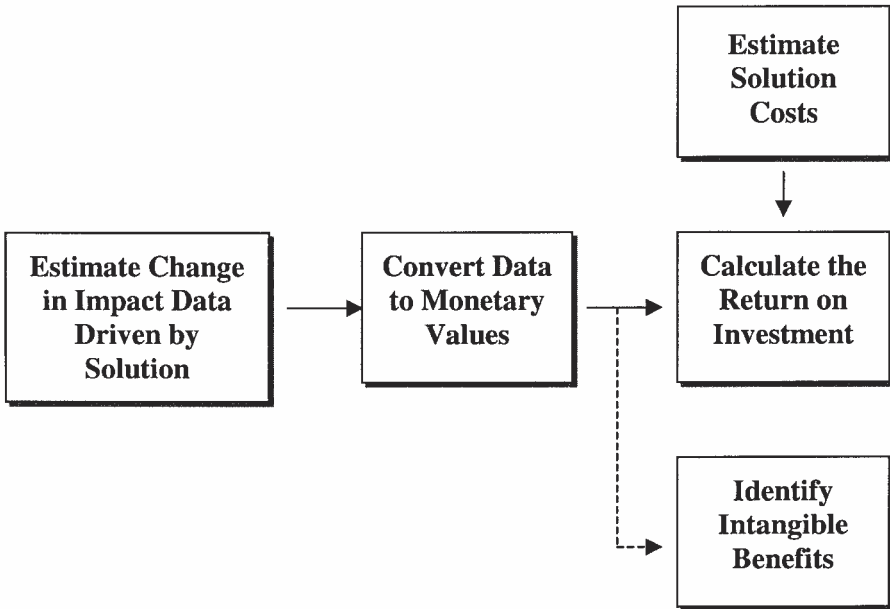 Estimate
Solution
Costs
Estimate Change
in Impact Data
Driven by
Solution
Convert Data
to Monetary
Values
Calculate the
Return on
Investment
Identify
Intangible
Benefits